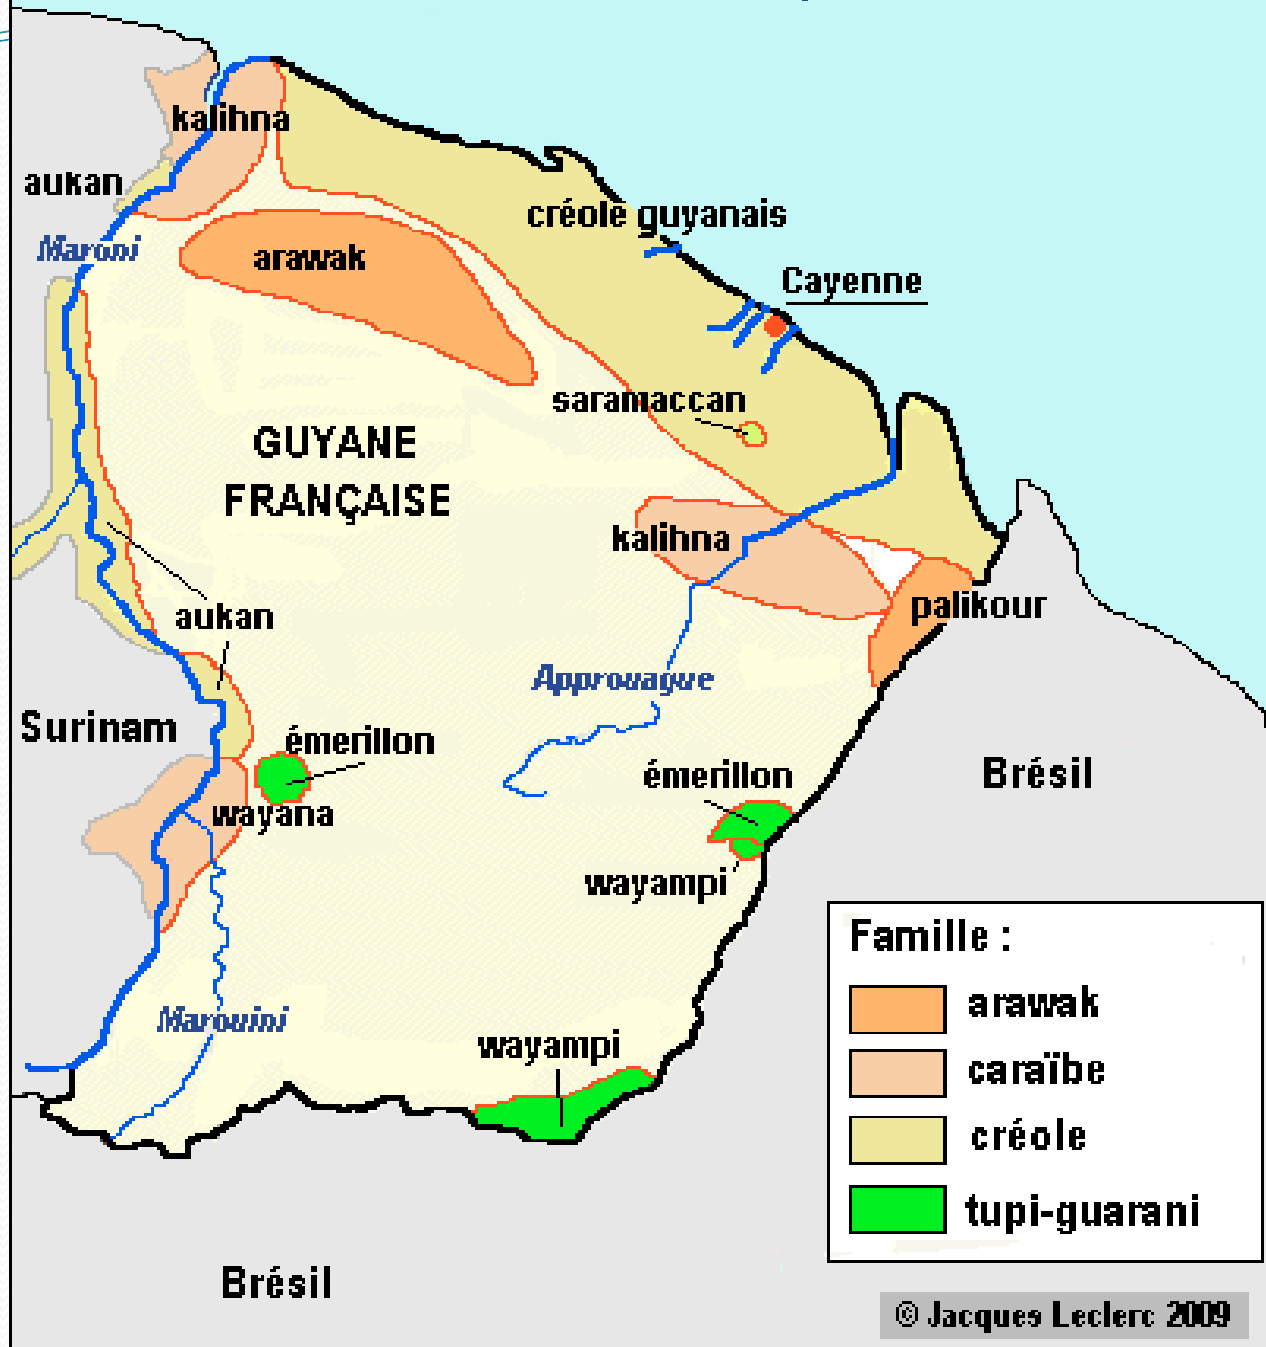 kalihna
aukan
créole guyanais
Maroni
arawak
Cayenne
saramaccan
GUYANE
FRANÇAISE
kalihna
palikour
aukan
Approuague
Surinam
émerillon
émerillon
Brésil
wayana
wayampi
Marouini
wayampi
Famille :
arawak
caraïbe
créole
tupi-guarani
Brésil
© Jacques Leclerc 2009